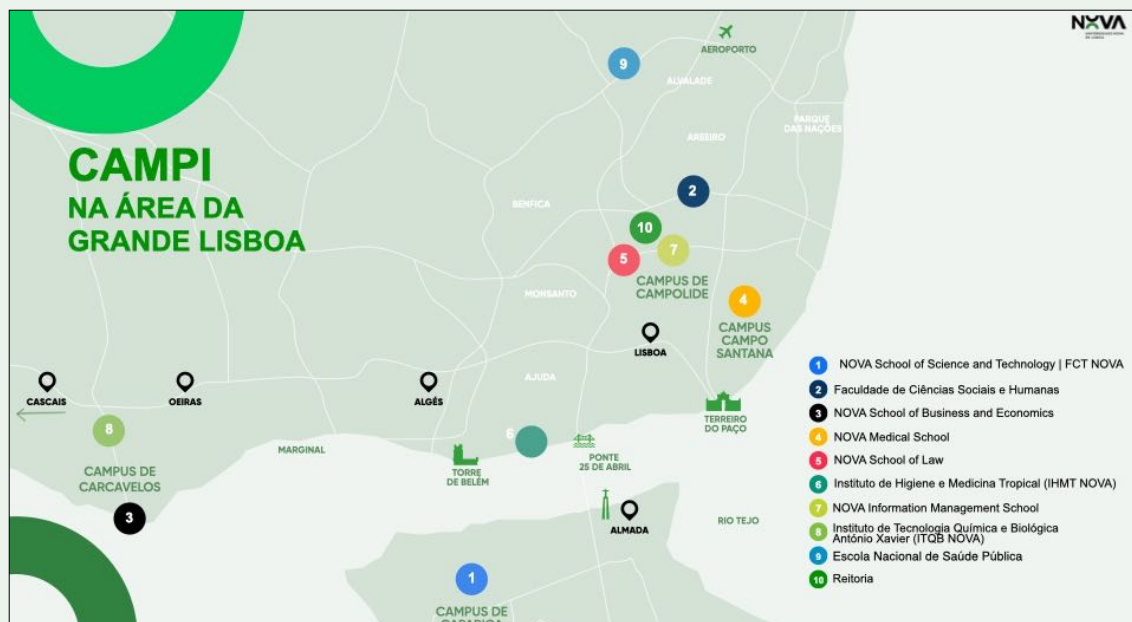 NOVA
UNIVERSIDADE NOVA
DE LISBOA
CAMPI
NA ÁREA DA
GRANDE LISBOA
AEROPORTO
9
ALVALADE
PARQUE
DAS NAÇÕES
AREEIRO
2
BENFICA
10
7
5
CAMPUS DE
CAMPOLIDE
MONSANTO
4
CAMPUS
CAMPO
SANTANA
LISBOA
AJUDA
CASCAIS
OEIRAS
ALGÉS
TERREIRO
DO PAÇO
8
6
MARGINAL
TORRE
DE BELÉM
PONTE
25 DE ABRIL
CAMPUS DE
CARCAVELOS
3
ALMADA
RIO TEJO
1
CAMPUS DE
CAPARICA
1 NOVA School of Science and Technology | FCT NOVA
2 Faculdade de Ciências Sociais e Humanas
3 NOVA School of Business and Economics
4 NOVA Medical School
5 NOVA School of Law
6 Instituto de Higiene e Medicina Tropical (IHMT NOVA)
7 NOVA Information Management School
8 Instituto de Tecnologia Química e Biológica
António Xavier (ITQB NOVA)
9 Escola Nacional de Saúde Pública
10 Reitoria